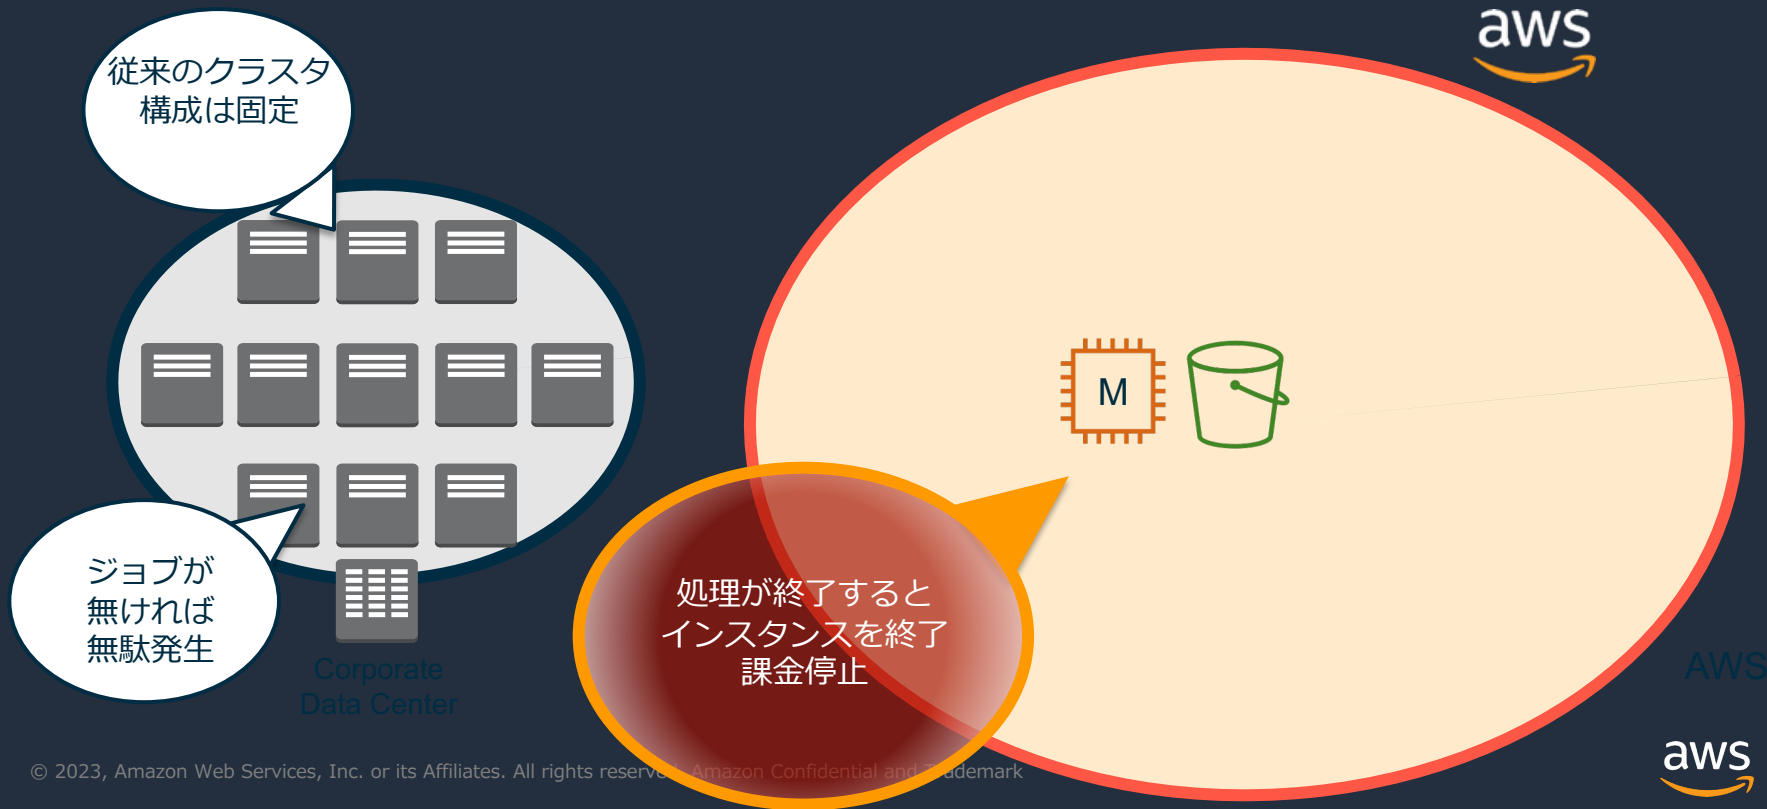 aws
従来のクラスタ
構成は固定
M
ジョブが
無ければ
無駄発生
処理が終了すると
インスタンスを終了
課金停止
Corporate
Data Center
AWS
© 2023, Amazon Web Services, Inc. or its Affiliates. All rights reserved. Amazon Confidential and Trademark
aws